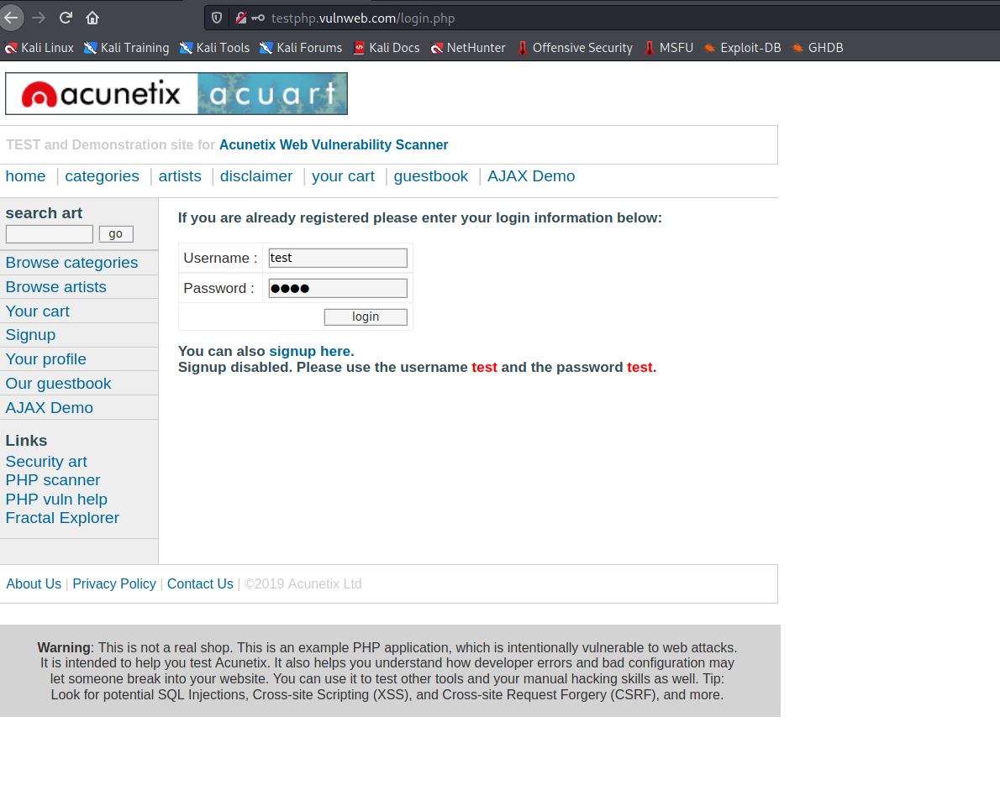 testphp.vulnweb.com/login.php
Kali Linux Kali Training Kali Tools Kali Forums Kali Docs NetHunter Offensive Security MSFU Exploit-DB GHDB
acunetix acuart
TEST and Demonstration site for Acunetix Web Vulnerability Scanner
home | categories | artists | disclaimer | your cart | guestbook | AJAX Demo
search art
go
Browse categories
Browse artists
Your cart
Signup
Your profile
Our guestbook
AJAX Demo
Links
Security art
PHP scanner
PHP vuln help
Fractal Explorer
If you are already registered please enter your login information below:
Username : test
Password : ●●●●
login
You can also signup here.
Signup disabled. Please use the username test and the password test.
About Us | Privacy Policy | Contact Us | ©2019 Acunetix Ltd
Warning: This is not a real shop. This is an example PHP application, which is intentionally vulnerable to web attacks.
It is intended to help you test Acunetix. It also helps you understand how developer errors and bad configuration may
let someone break into your website. You can use it to test other tools and your manual hacking skills as well. Tip:
Look for potential SQL Injections, Cross-site Scripting (XSS), and Cross-site Request Forgery (CSRF), and more.